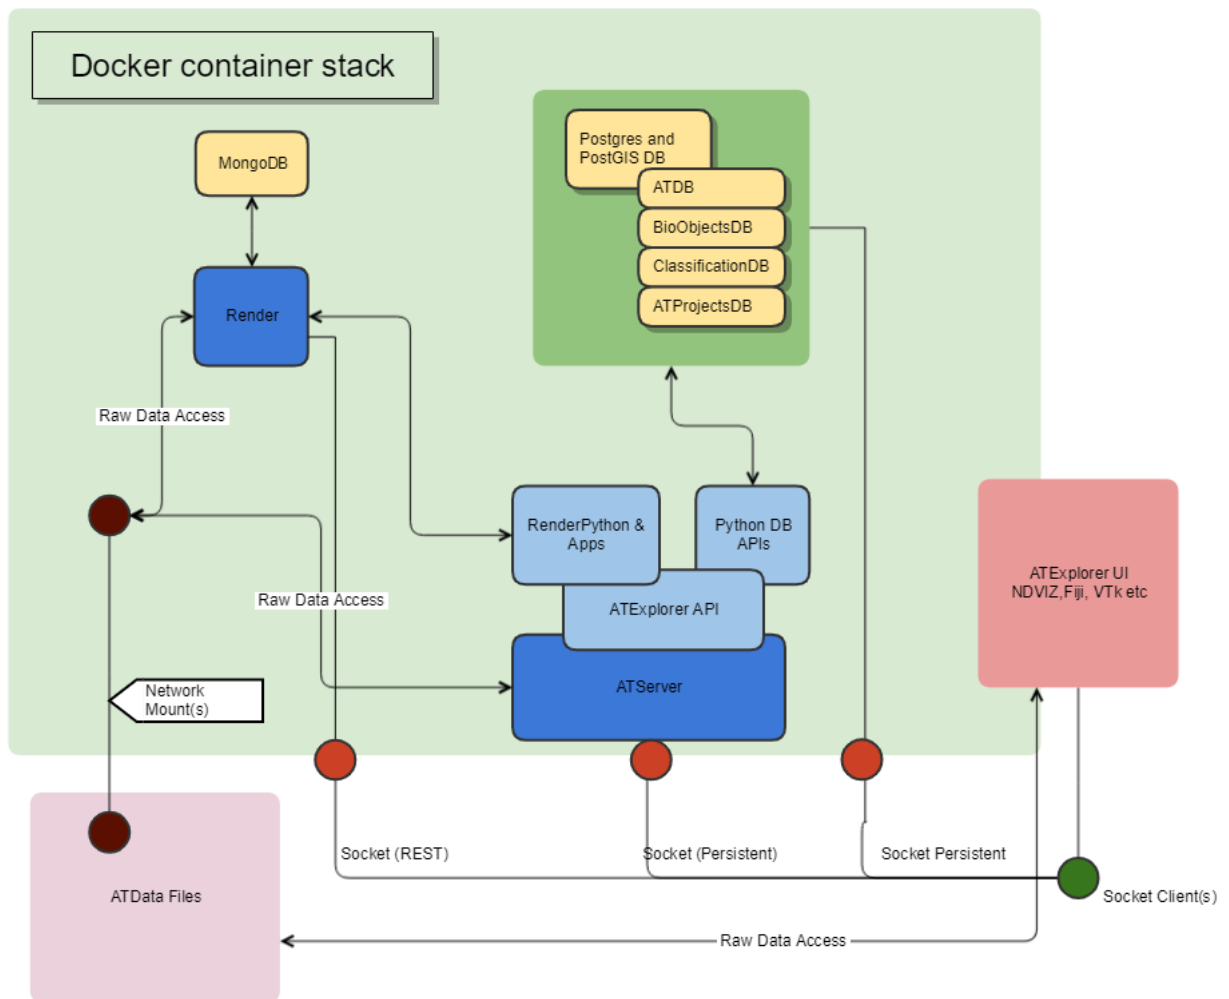 Docker container stack
MongoDB
Postgres and
PostGIS DB
ATDB
BioObjectsDB
ClassificationDB
ATProjectsDB
Render
Raw Data Access
RenderPython &
Apps
Python DB
APIs
ATExplorer UI
NDVIZ,Fiji, VTk etc
Raw Data Access
ATExplorer API
ATServer
Network
Mount(s)
Socket (REST)
Socket (Persistent)
Socket Persistent
ATData Files
Socket Client(s)
Raw Data Access